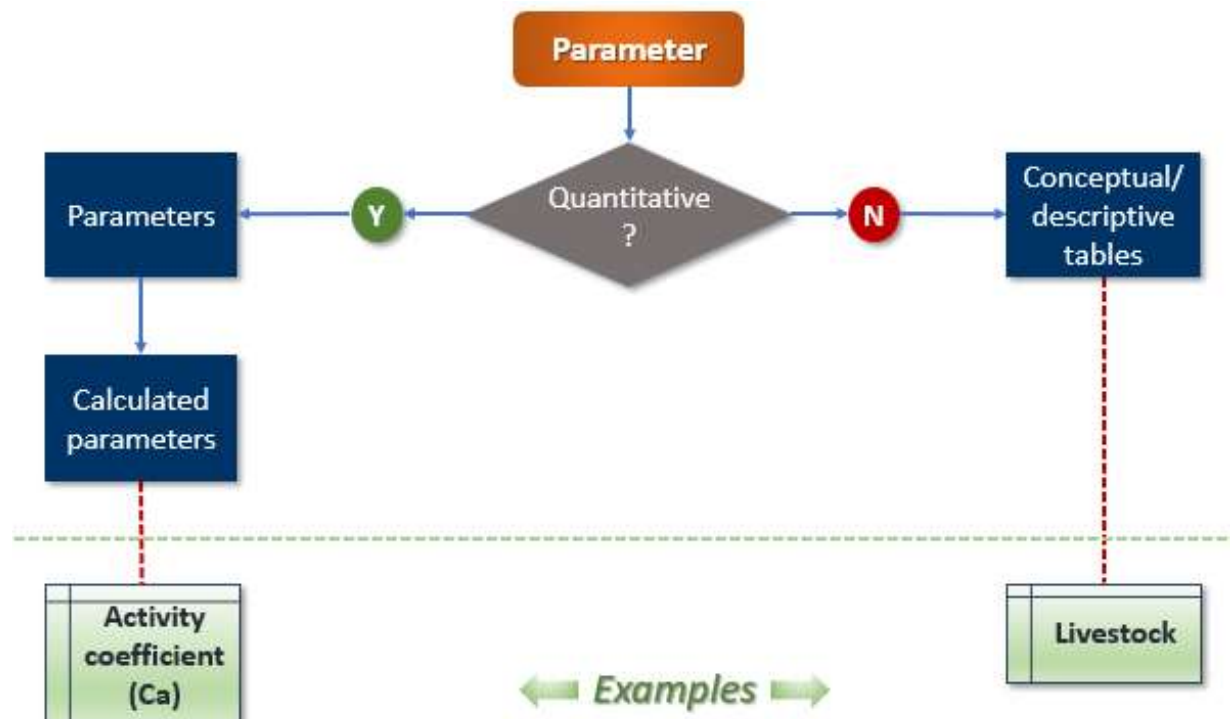 Parameter
Quantitative
?
Y
N
Parameters
Conceptual/
descriptive
tables
Calculated
parameters
Activity
coefficient
(Ca)
Livestock
Examples